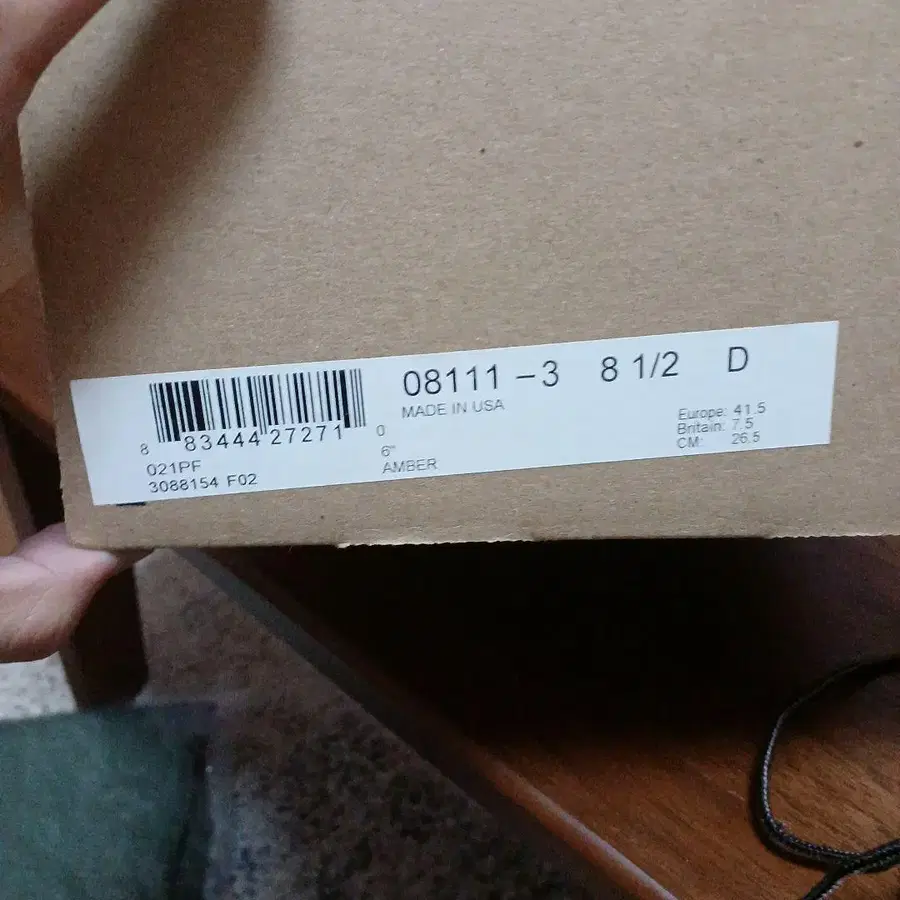 08111 – 3 8 1/2 D
MADE IN USA
8 83444 27271 0
021PF
3088154 F02
6"
AMBER
Europe: 41.5
Britain: 7.5
CM: 26.5